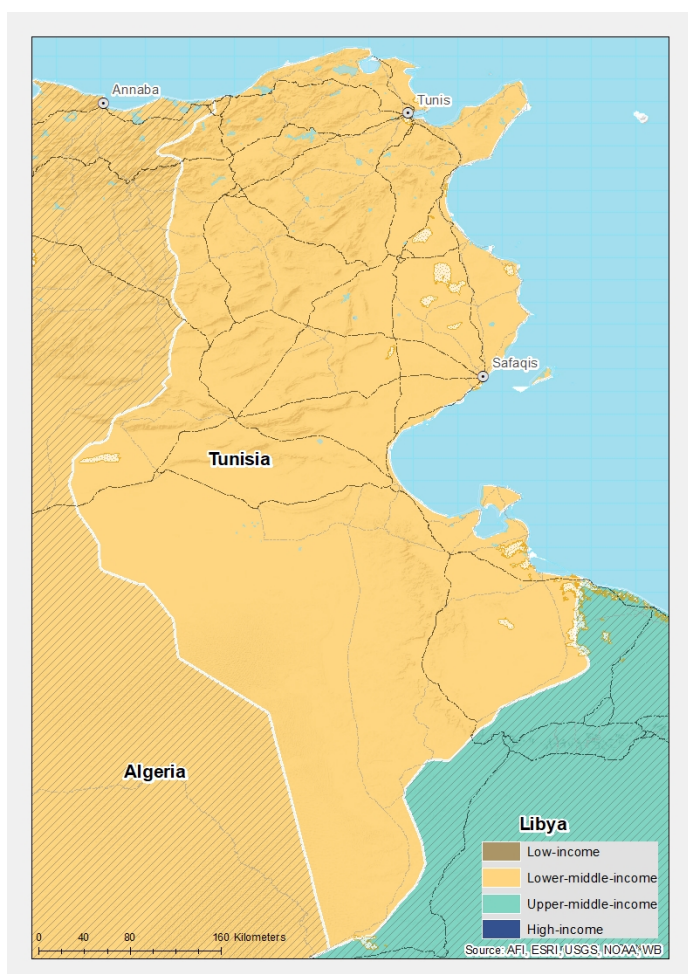 Annaba
Tunis
Safaqis
Tunisia
Algeria
Libya
Low-income
Lower-middle-income
Upper-middle-income
High-income
0 40 80 160 Kilometers
Source: AFI, ESRI, USGS, NOAA, WB